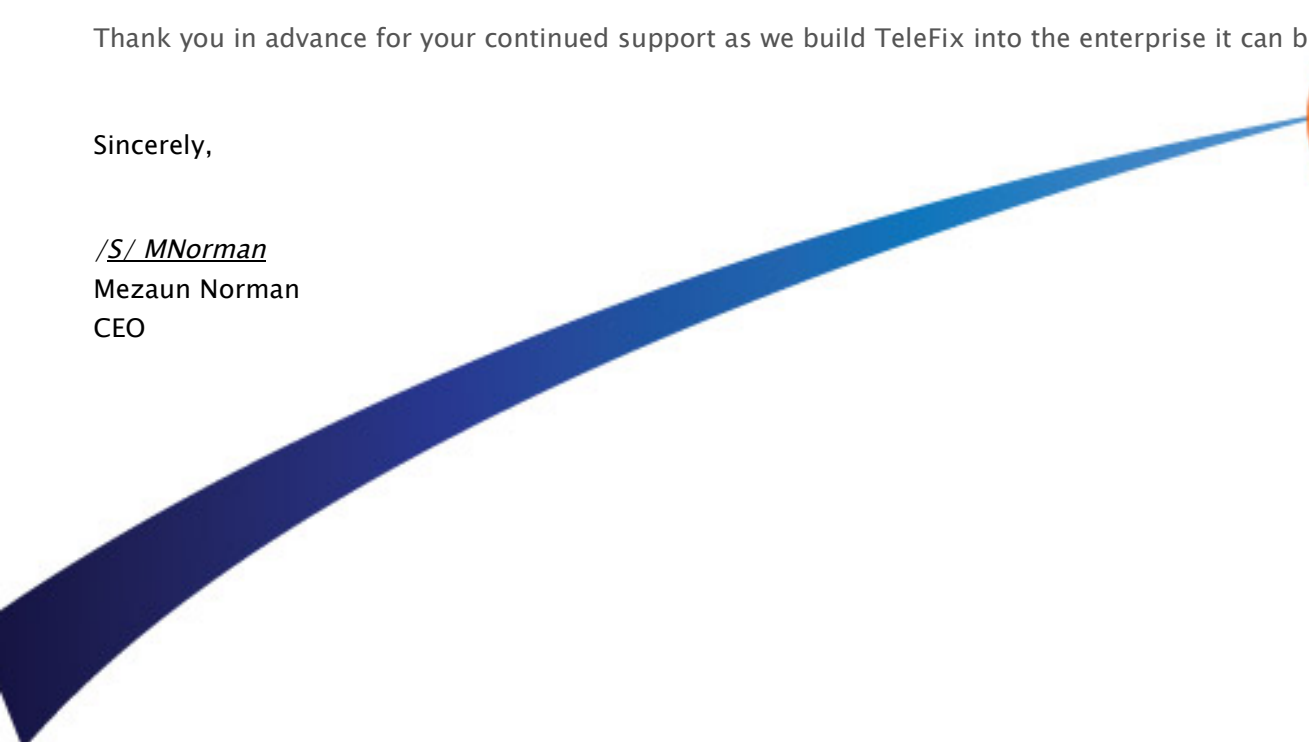 Thank you in advance for your continued support as we build TeleFix into the enterprise it can b
Sincerely,
/S/ MNorman
Mezaun Norman
CEO